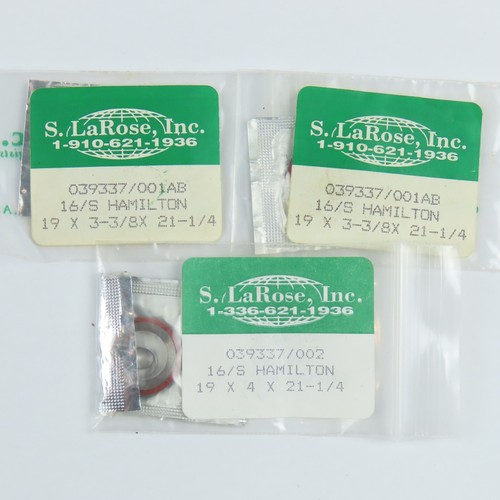 S. LaRose, Inc.
1-910-621-1936
039337/001AB
16/S HAMILTON
19 X 3-3/8X 21-1/4
S. LaRose, Inc.
1-910-621-1936
039337/001AB
16/S HAMILTON
19 X 3-3/8X 21-1/4
S. LaRose, Inc.
1-336-621-1936
039337/002
16/S HAMILTON
19 X 4 X 21-1/4